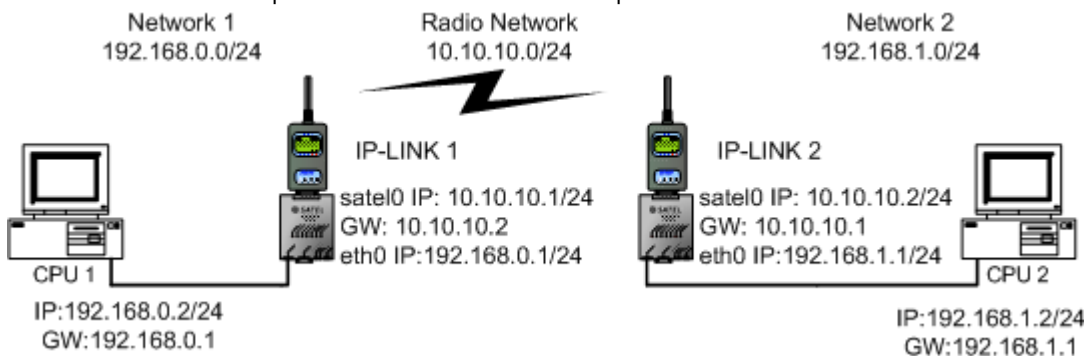 Network 1
192.168.0.0/24
Radio Network
10.10.10.0/24
Network 2
192.168.1.0/24
IP-LINK 1
satel0 IP: 10.10.10.1/24
GW: 10.10.10.2
eth0 IP:192.168.0.1/24
SATEL
IP-LINK 2
satel0 IP: 10.10.10.2/24
GW: 10.10.10.1
eth0 IP:192.168.1.1/24
SATEL
CPU 1
IP:192.168.0.2/24
GW:192.168.0.1
CPU 2
IP:192.168.1.2/24
GW:192.168.1.1